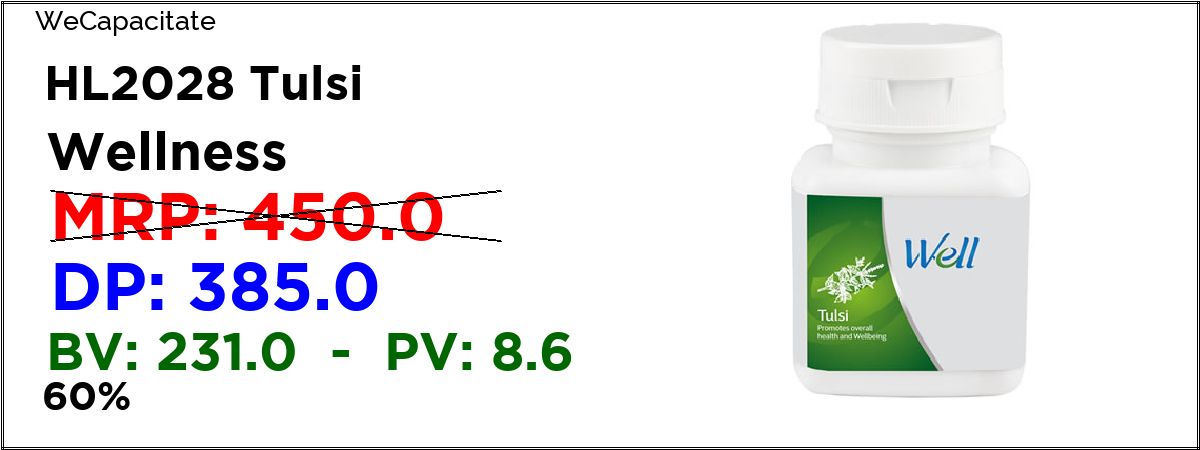 WeCapacitate
HL2028 Tulsi
Wellness
MRP: 450.0
DP: 385.0
BV: 231.0 - PV: 8.6
60%
Well
Tulsi
Promotes overall
health and Wellbeing